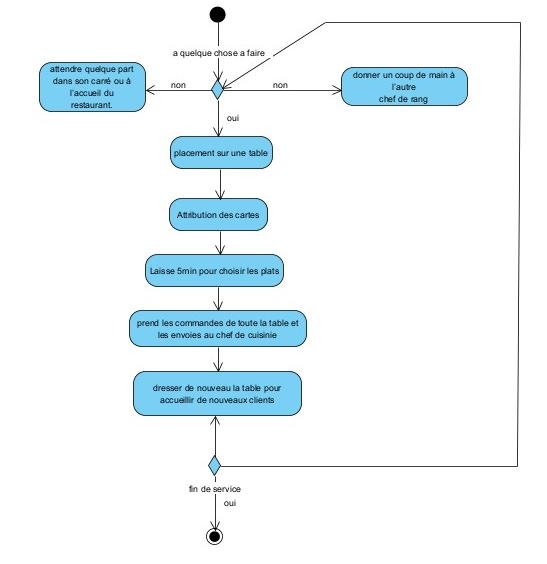 a quelque chose a faire
attendre quelque part
dans son carré ou à
l'accueil du
restaurant.
non
non
donner un coup de main à
l'autre
chef de rang
oui
placement sur une table
Attribution des cartes
Laisse 5min pour choisir les plats
prend les commandes de toute la table et
les envoies au chef de cuisinie
dresser de nouveau la table pour
accueillir de nouveaux clients
fin de service
oui